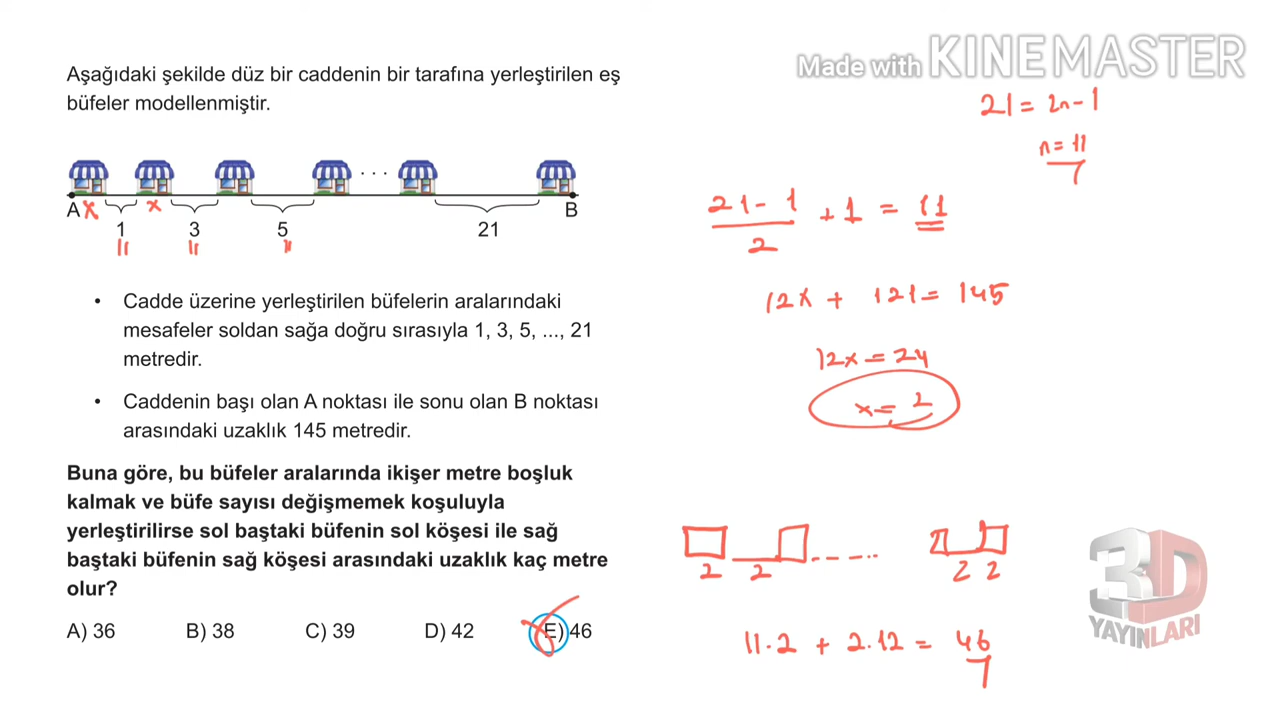 Made with KINEMASTER
Aşağıdaki şekilde düz bir caddenin bir tarafına yerleştirilen eş
büfeler modellenmiştir.
21 = 2n - 1
n = 11
A x x B
1 3 5 21
21 - 1
2
+ 1 = 11
12x + 121 = 145
12x = 24
x = 2
• Cadde üzerine yerleştirilen büfelerin aralarındaki
mesafeler soldan sağa doğru sırasıyla 1, 3, 5, ..., 21
metredir.
• Caddenin başı olan A noktası ile sonu olan B noktası
arasındaki uzaklık 145 metredir.
Buna göre, bu büfeler aralarında ikişer metre boşluk
kalmak ve büfe sayısı değişmemek koşuluyla
yerleştirilirse sol baştaki büfenin sol köşesi ile sağ
baştaki büfenin sağ köşesi arasındaki uzaklık kaç metre
olur?
A) 36 B) 38 C) 39 D) 42 E) 46
2 2 2 2
11.2 + 2.12 = 46
3D
YAYINLARI